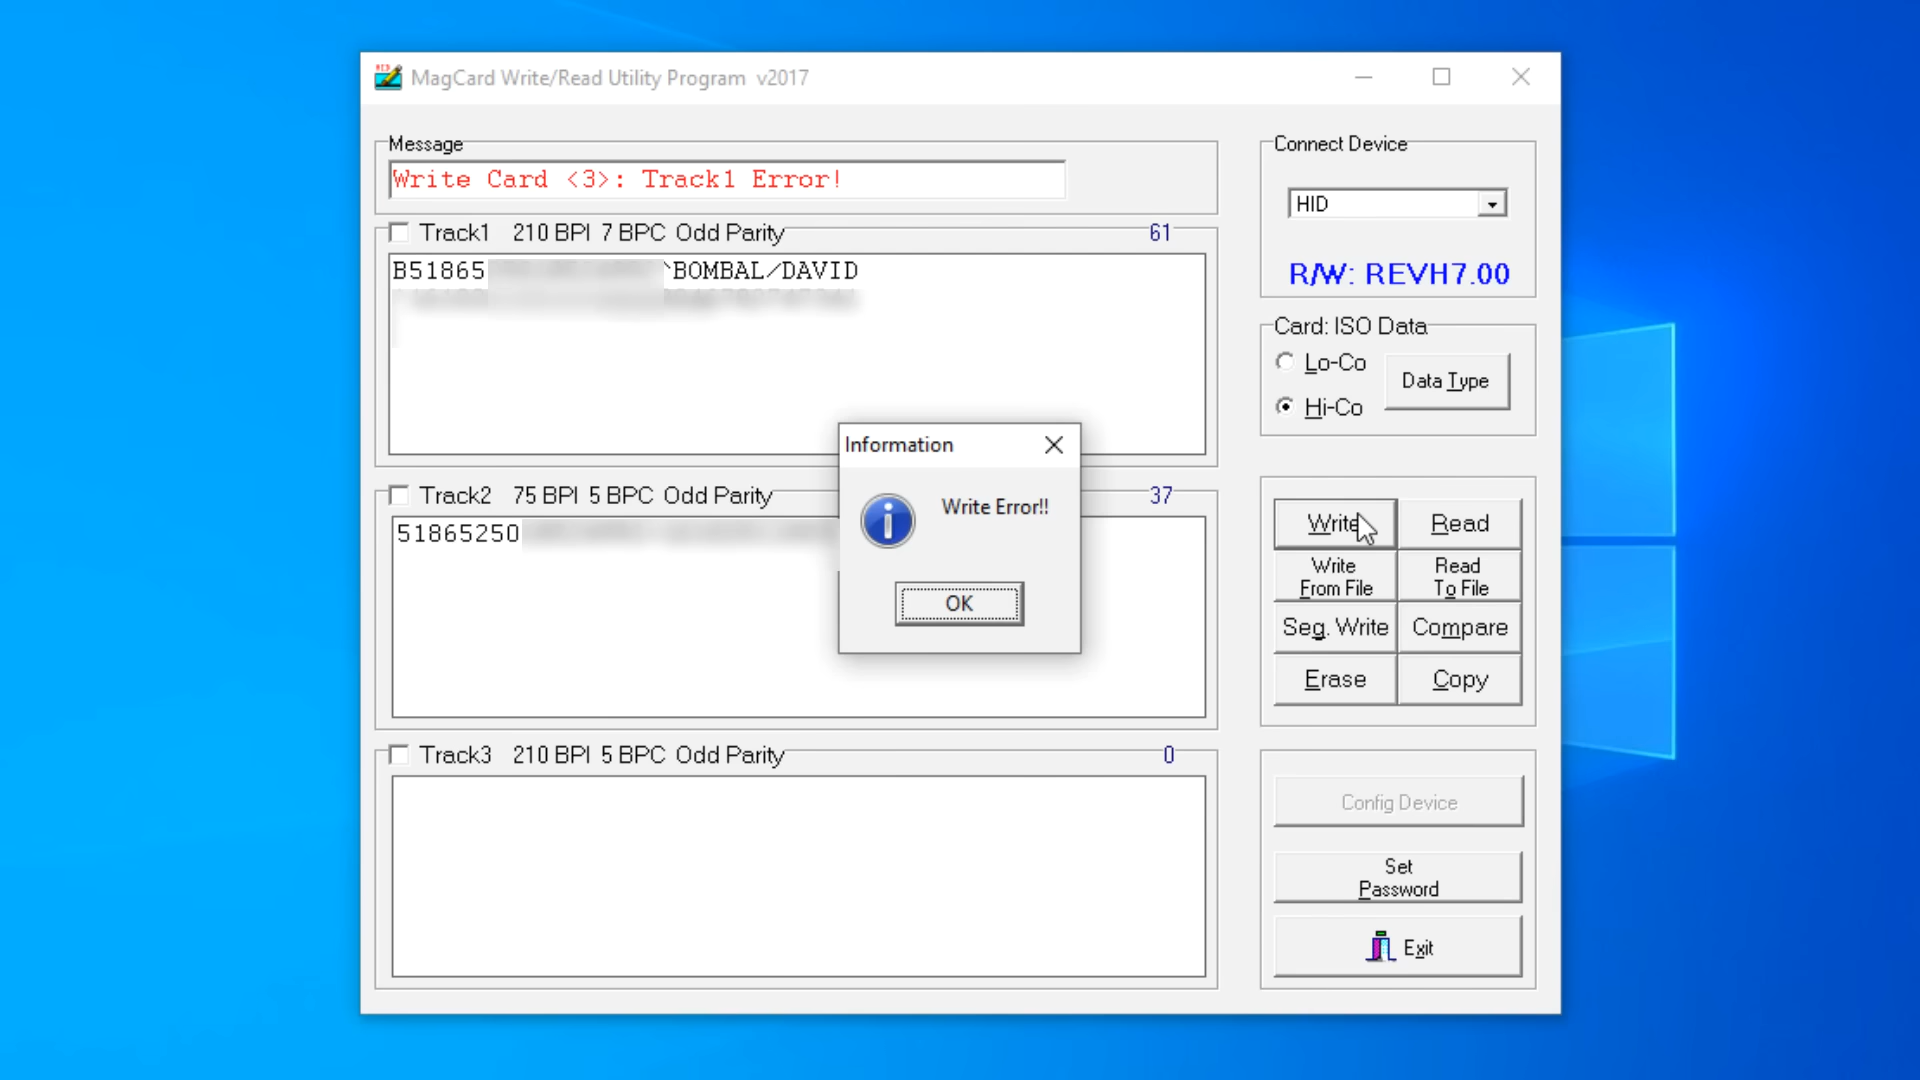 MagCard Write/Read Utility Program v2017
Message
Write Card <3>: Track1 Error!
Track1 210 BPI 7 BPC Odd Parity 61
B51865 ^BOMBAL/DAVID
Connect Device
HID
R/W: REVH7.00
Card: ISO Data
Lo-Co
Hi-Co
Data Type
Information
Write Error!!
OK
Track2 75 BPI 5 BPC Odd Parity 37
51865250
Write Read
Write From File
Read To File
Seg. Write Compare
Erase Copy
Track3 210 BPI 5 BPC Odd Parity 0
Config Device
Set
Password
Exit